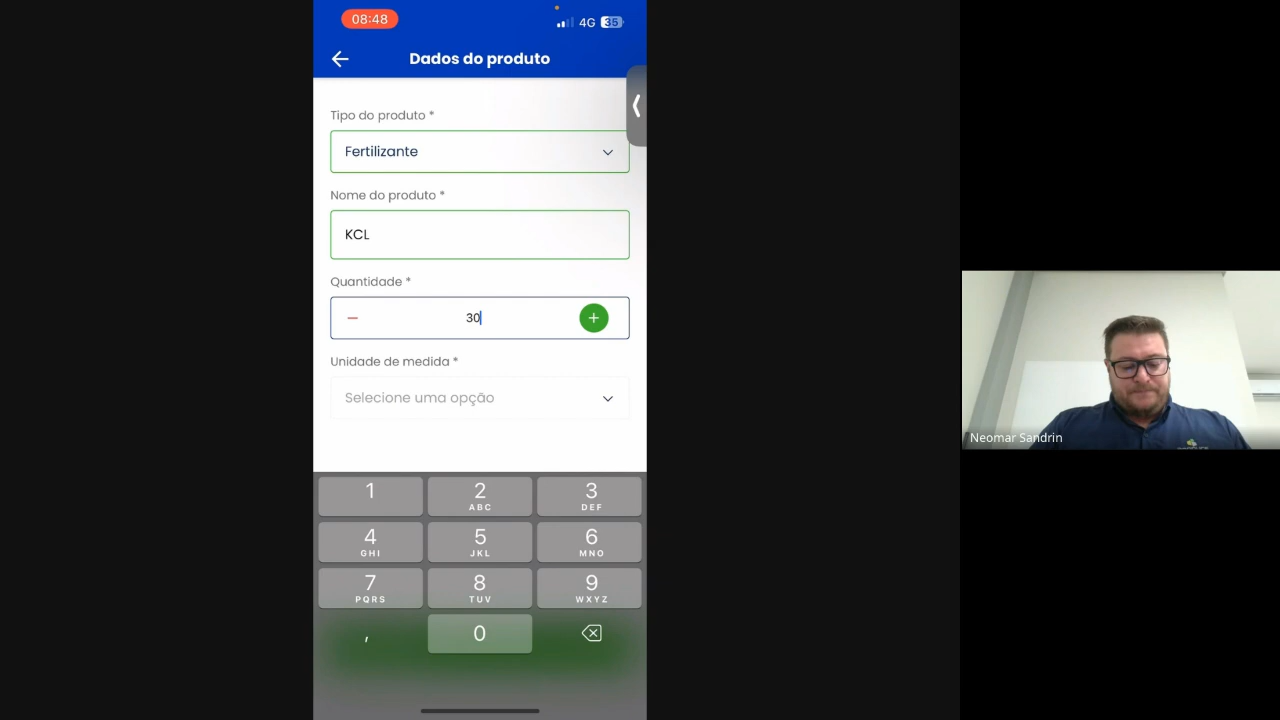 08:48
4G 35
Dados do produto
Tipo do produto *
Fertilizante
Nome do produto *
KCL
Quantidade *
30
Unidade de medida *
Selecione uma opção
1
2
ABC
3
DEF
4
GHI
5
JKL
6
MNO
7
PQRS
8
TUV
9
WXYZ
,
0
Neomar Sandrin